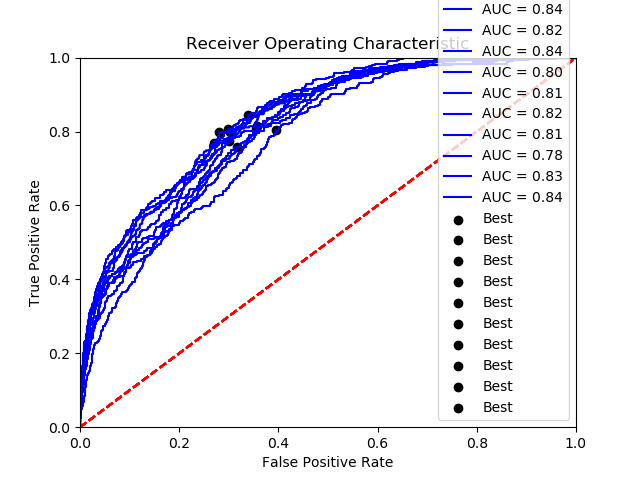 Receiver Operating Characteristic
AUC = 0.84
AUC = 0.82
AUC = 0.84
AUC = 0.80
AUC = 0.81
AUC = 0.82
AUC = 0.81
AUC = 0.78
AUC = 0.83
AUC = 0.84
Best
Best
Best
Best
Best
Best
Best
Best
Best
Best
True Positive Rate
1.0
0.8
0.6
0.4
0.2
0.0
0.0 0.2 0.4 0.6 0.8 1.0
False Positive Rate